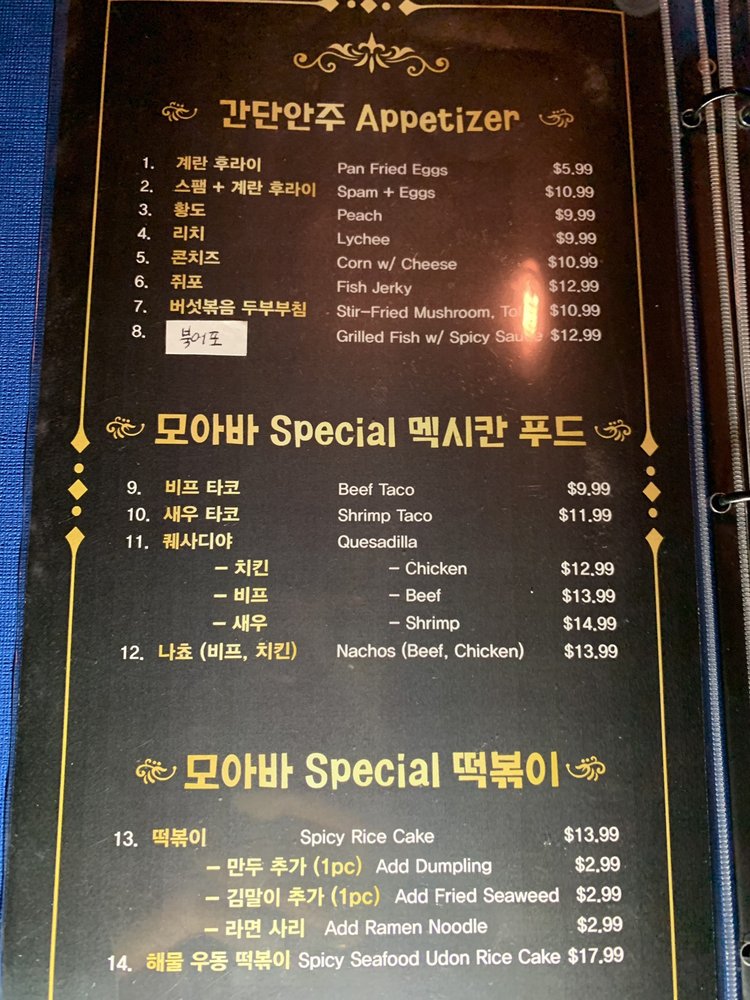 간단안주 Appetizer
1. 계란 후라이 Pan Fried Eggs $5.99
2. 스팸 + 계란 후라이 Spam + Eggs $10.99
3. 황도 Peach $9.99
4. 리치 Lychee $9.99
5. 콘치즈 Corn w/ Cheese $10.99
6. 쥐포 Fish Jerky $12.99
7. 버섯볶음 두부부침 Stir-Fried Mushroom, $10.99
8. 북어포 Grilled Fish w/ Spicy Sauce $12.99
모아바 Special 멕시칸 푸드
9. 비프 타코 Beef Taco $9.99
10. 새우 타코 Shrimp Taco $11.99
11. 퀘사디야 Quesadilla
– 치킨 – Chicken $12.99
– 비프 – Beef $13.99
– 새우 – Shrimp $14.99
12. 나쵸 (비프, 치킨) Nachos (Beef, Chicken) $13.99
모아바 Special 떡볶이
13. 떡볶이 Spicy Rice Cake $13.99
– 만두 추가 (1pc) Add Dumpling $2.99
– 김말이 추가 (1pc) Add Fried Seaweed $2.99
– 라면 사리 Add Ramen Noodle $2.99
14. 해물 우동 떡볶이 Spicy Seafood Udon Rice Cake $17.99